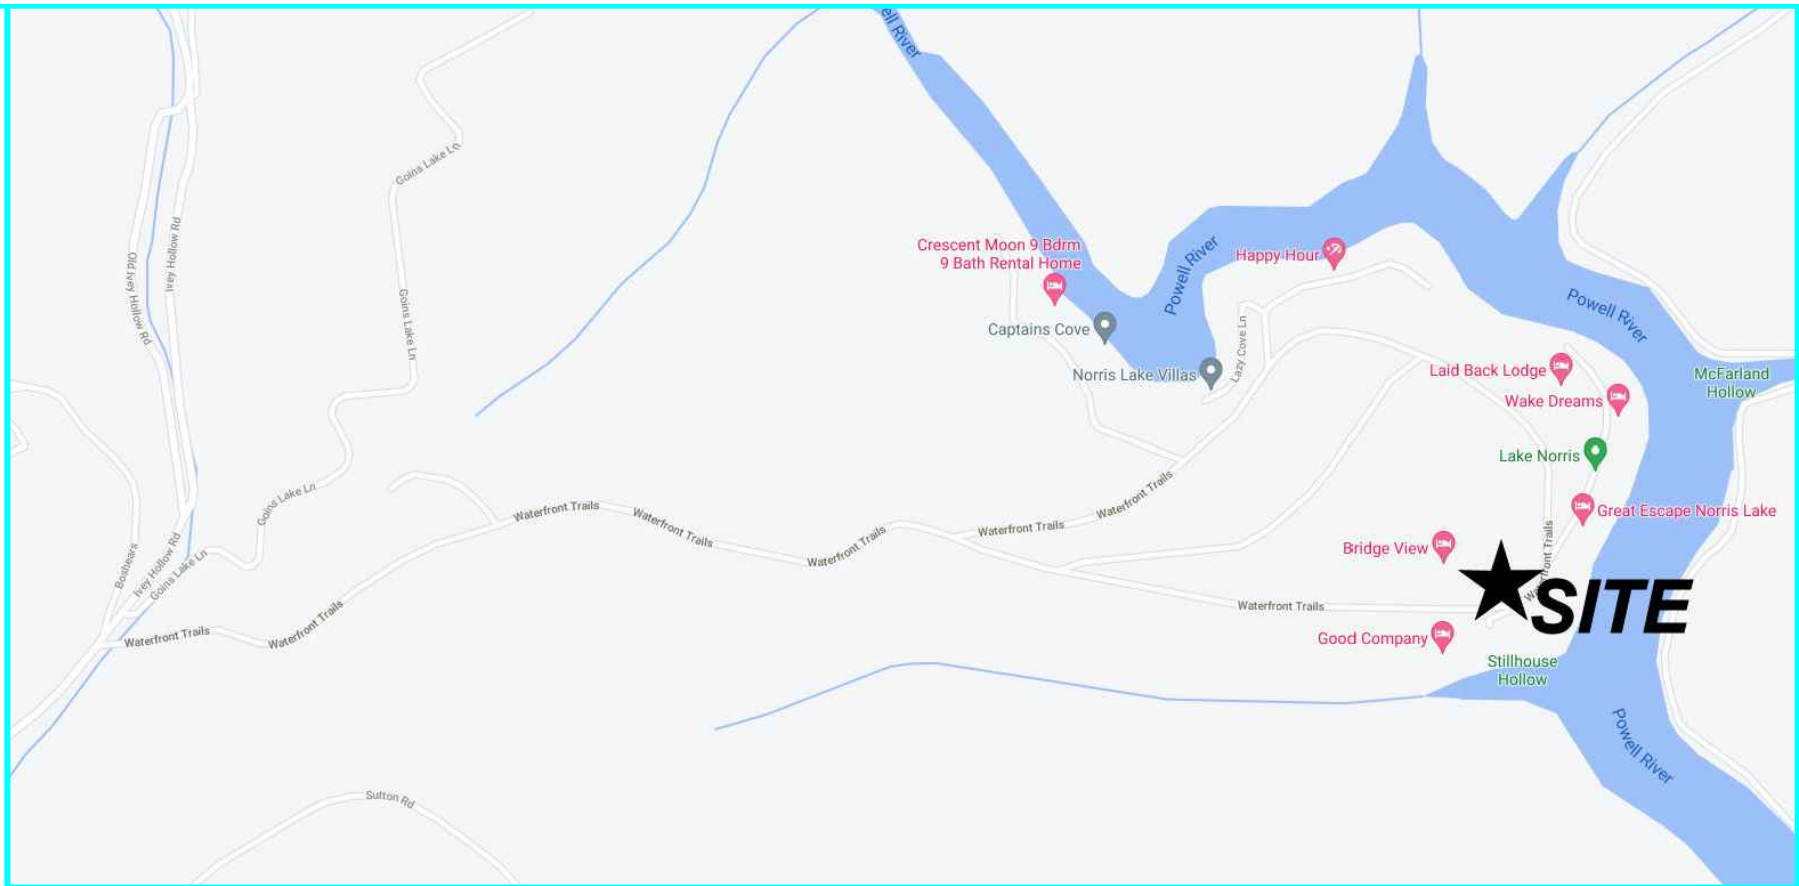 ell River
Goins Lake Ln
Crescent Moon 9 Bdrm
9 Bath Rental Home
Powell River
Happy Hour
Old Ivey Hollow Rd
Ivey Hollow Rd
Goins Lake Ln
Captains Cove
Powell River
Norris Lake Villas
Lazy Cove Ln
Laid Back Lodge
McFarland
Hollow
Wake Dreams
Lake Norris
Goins Lake Ln
Waterfront Trails
Waterfront Trails
Waterfront Trails
Waterfront Trails
Waterfront Trails
Great Escape Norris Lake
Bridge View
Waterfront Trails
Boshears
Ivey Hollow Rd
Goins Lake Ln
Waterfront Trails
Waterfront Trails
Waterfront Trails
SITE
Good Company
Stillhouse
Hollow
Powell River
Sutton Rd